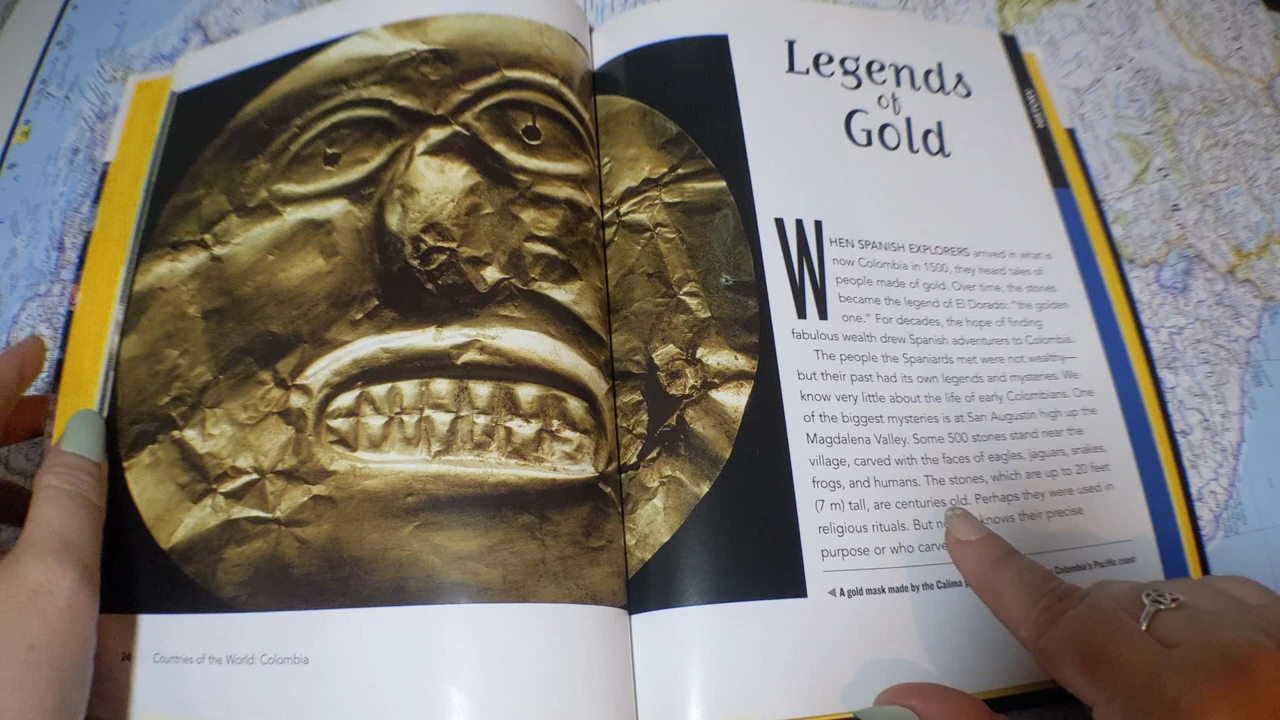 Legends
of
Gold
HISTORY
WHEN SPANISH EXPLORERS arrived in what is
now Colombia in 1500, they heard tales of
people made of gold. Over time, the stories
became the legend of El Dorado: "the golden
one." For decades, the hope of finding
fabulous wealth drew Spanish adventurers to Colombia.
The people the Spaniards met were not wealthy—
but their past had its own legends and mysteries. We
know very little about the life of early Colombians. One
of the biggest mysteries is at San Augustin high up the
Magdalena Valley. Some 500 stones stand near the
village, carved with the faces of eagles, jaguars, snakes,
frogs, and humans. The stones, which are up to 20 feet
(7 m) tall, are centuries old. Perhaps they were used in
religious rituals. But knows their precise
purpose or who
◀ A gold mask made by the Calima Colombia's Pacific coast
24 Countries of the World: Colombia